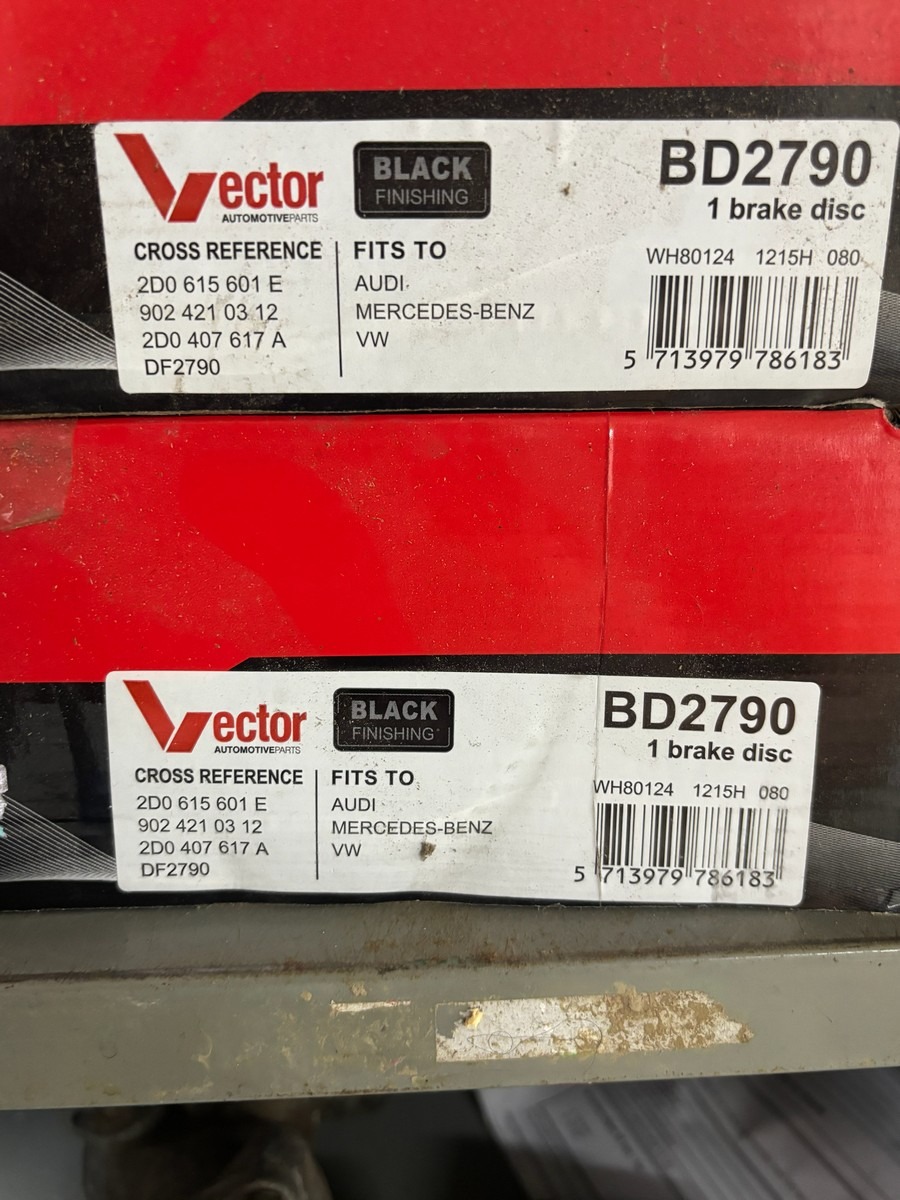 Vector
AUTOMOTIVEPARTS
BLACK
FINISHING
BD2790
1 brake disc
CROSS REFERENCE
2D0 615 601 E
902 421 03 12
2D0 407 617 A
DF2790
FITS TO
AUDI
MERCEDES-BENZ
VW
WH80124 1215H 080
5 713979 786183
Vector
AUTOMOTIVEPARTS
BLACK
FINISHING
BD2790
1 brake disc
CROSS REFERENCE
2D0 615 601 E
902 421 03 12
2D0 407 617 A
DF2790
FITS TO
AUDI
MERCEDES-BENZ
VW
WH80124 1215H 080
5 713979 786183